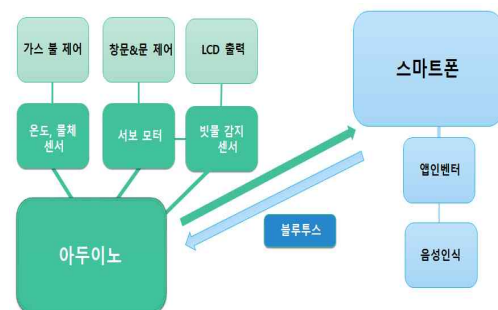 가스 불 제어
창문&문 제어
LCD 출력
스마트폰
온도, 물체
센서
서보 모터
빗물 감지
센서
앱인벤터
블루투스
아두이노
음성인식